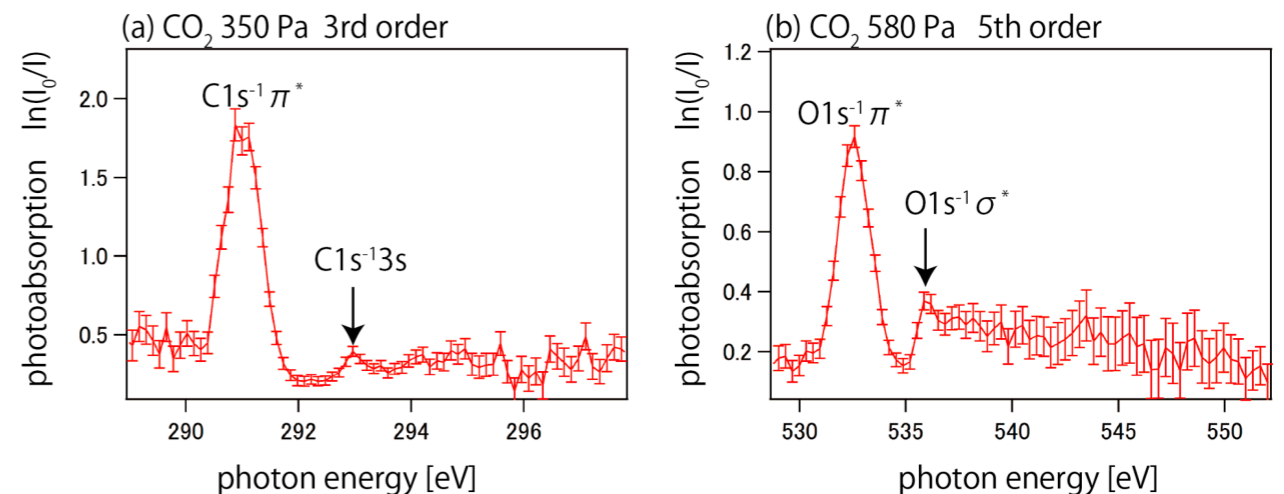 (a) CO₂ 350 Pa 3rd order
photoabsorption ln(I₀/I)
2.0
1.5
1.0
0.5
C1s⁻¹π*
C1s⁻¹3s
290 292 294 296
photon energy [eV]
(b) CO₂ 580 Pa 5th order
photoabsorption ln(I₀/I)
1.2
1.0
0.8
0.6
0.4
0.2
O1s⁻¹π*
O1s⁻¹σ*
530 535 540 545 550
photon energy [eV]